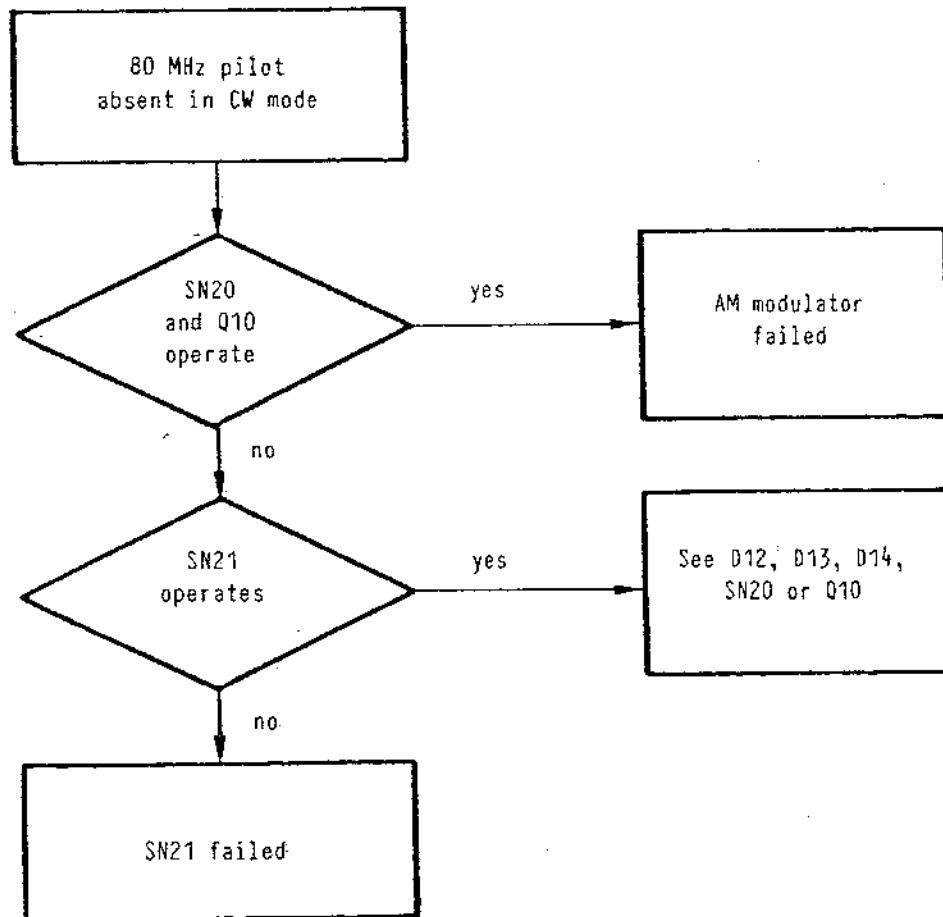 80 MHz pilot
absent in CW mode
SN20
and Q10
operate
yes
AM modulator
failed
no
SN21
operates
yes
See D12, D13, D14,
SN20 or Q10
no
SN21 failed